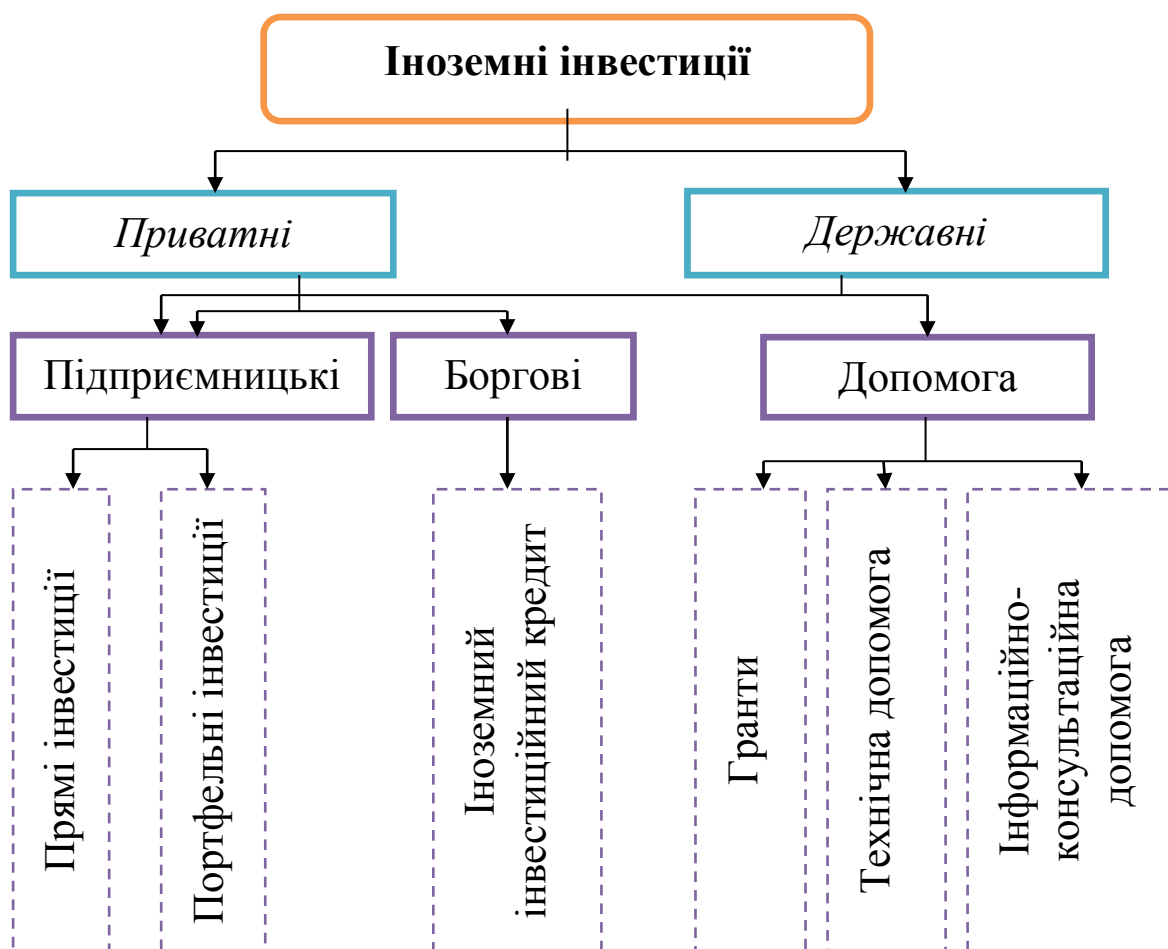 Іноземні інвестиції
Приватні
Державні
Підприємницькі
Боргові
Допомога
Прямі інвестиції
Портфельні інвестиції
Іноземний
інвестиційний кредит
Гранти
Технічна допомога
Інформаційно-
консультаційна
допомога